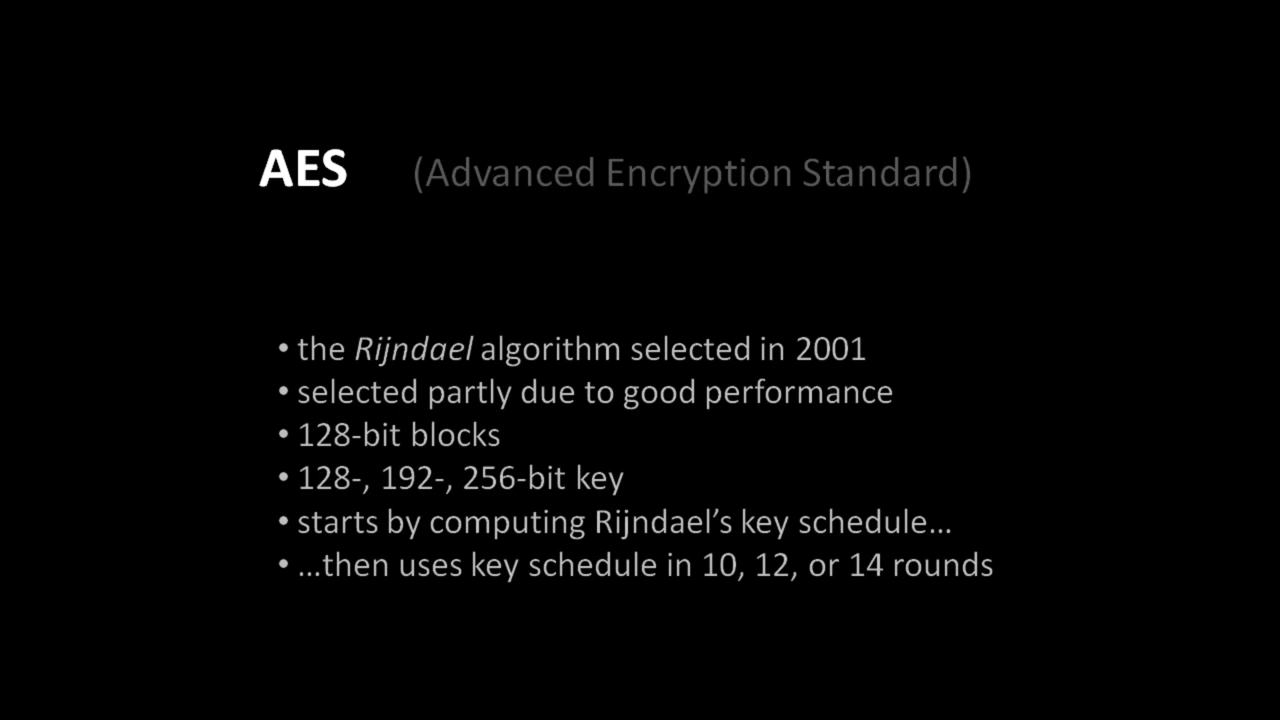 AES (Advanced Encryption Standard)
• the Rijndael algorithm selected in 2001
• selected partly due to good performance
• 128-bit blocks
• 128-, 192-, 256-bit key
• starts by computing Rijndael’s key schedule…
• …then uses key schedule in 10, 12, or 14 rounds